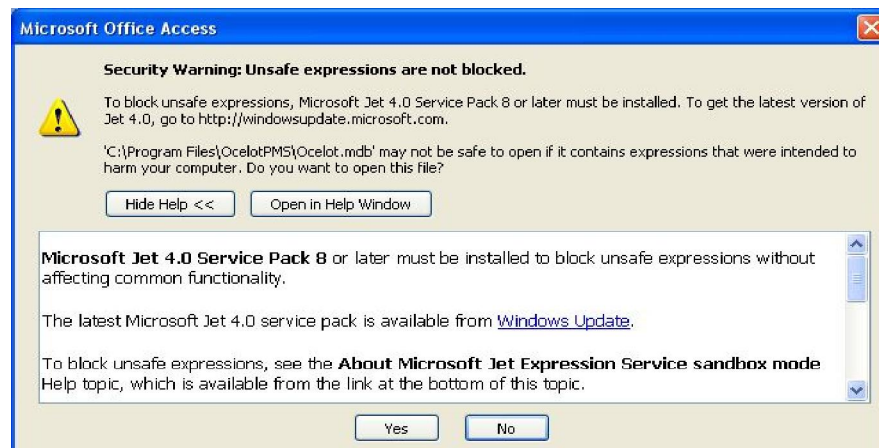 Microsoft Office Access
Security Warning: Unsafe expressions are not blocked.
To block unsafe expressions, Microsoft Jet 4.0 Service Pack 8 or later must be installed. To get the latest version of
Jet 4.0, go to http://windowsupdate.microsoft.com.
'C:\Program Files\OcelotPMS\Ocelot.mdb' may not be safe to open if it contains expressions that were intended to
harm your computer. Do you want to open this file?
Hide Help << Open in Help Window
Microsoft Jet 4.0 Service Pack 8 or later must be installed to block unsafe expressions without
affecting common functionality.
The latest Microsoft Jet 4.0 service pack is available from Windows Update.
To block unsafe expressions, see the About Microsoft Jet Expression Service sandbox mode
Help topic, which is available from the link at the bottom of this topic.
Yes No